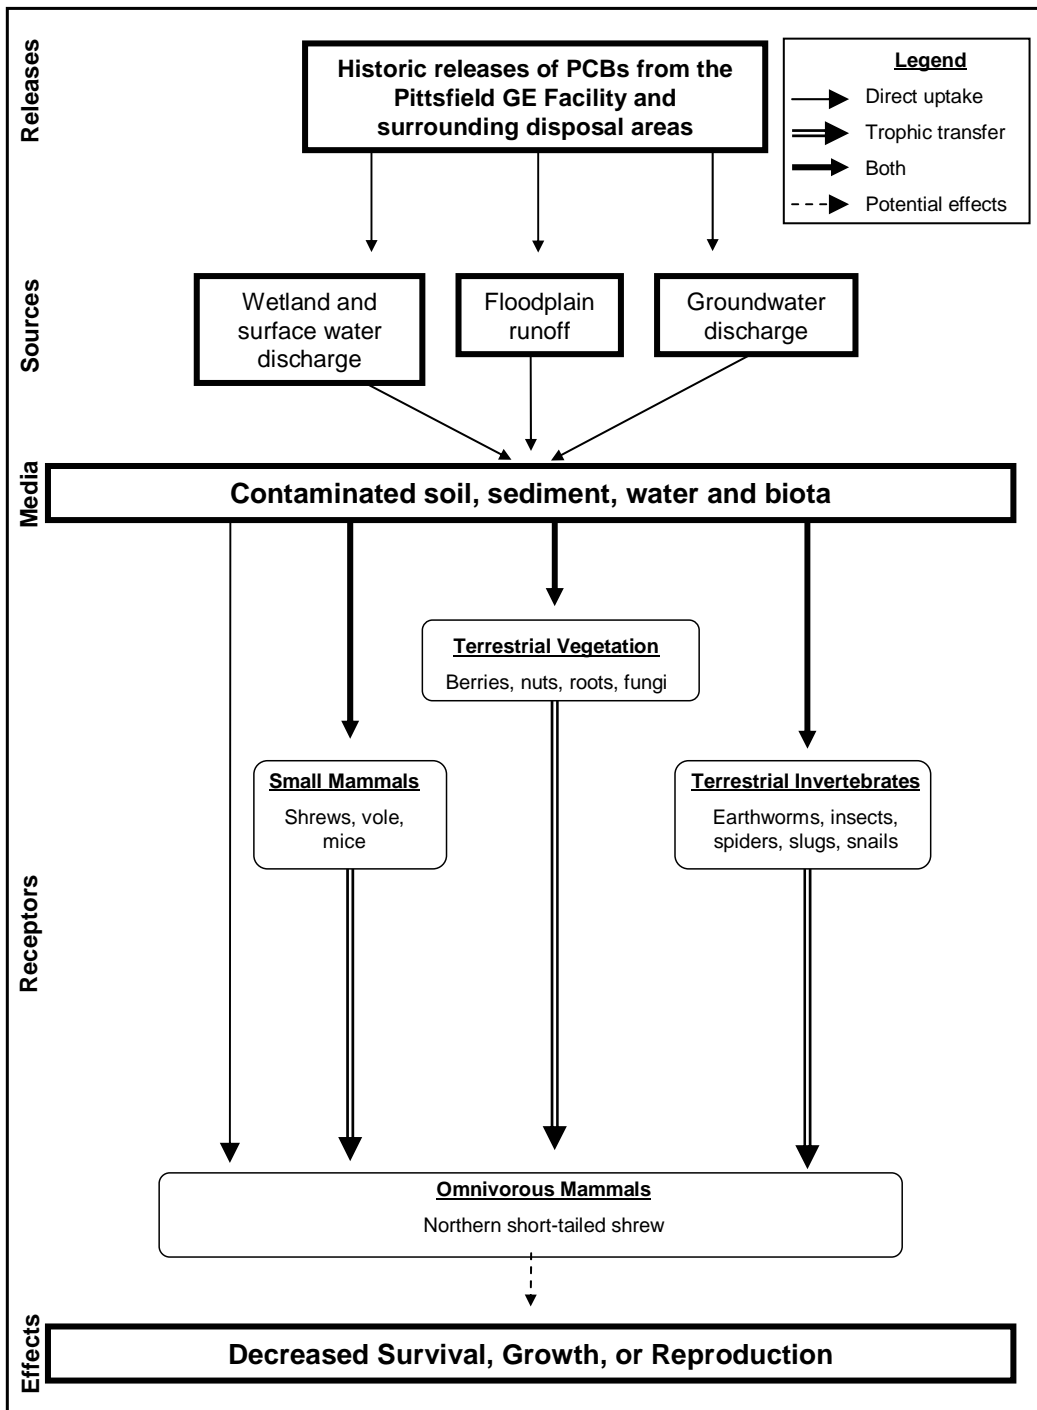 Releases
Historic releases of PCBs from the
Pittsfield GE Facility and
surrounding disposal areas
Legend
Direct uptake
Trophic transfer
Both
Potential effects
Sources
Wetland and
surface water
discharge
Floodplain
runoff
Groundwater
discharge
Media
Contaminated soil, sediment, water and biota
Receptors
Terrestrial Vegetation
Berries, nuts, roots, fungi
Small Mammals
Shrews, vole,
mice
Terrestrial Invertebrates
Earthworms, insects,
spiders, slugs, snails
Omnivorous Mammals
Northern short-tailed shrew
Effects
Decreased Survival, Growth, or Reproduction